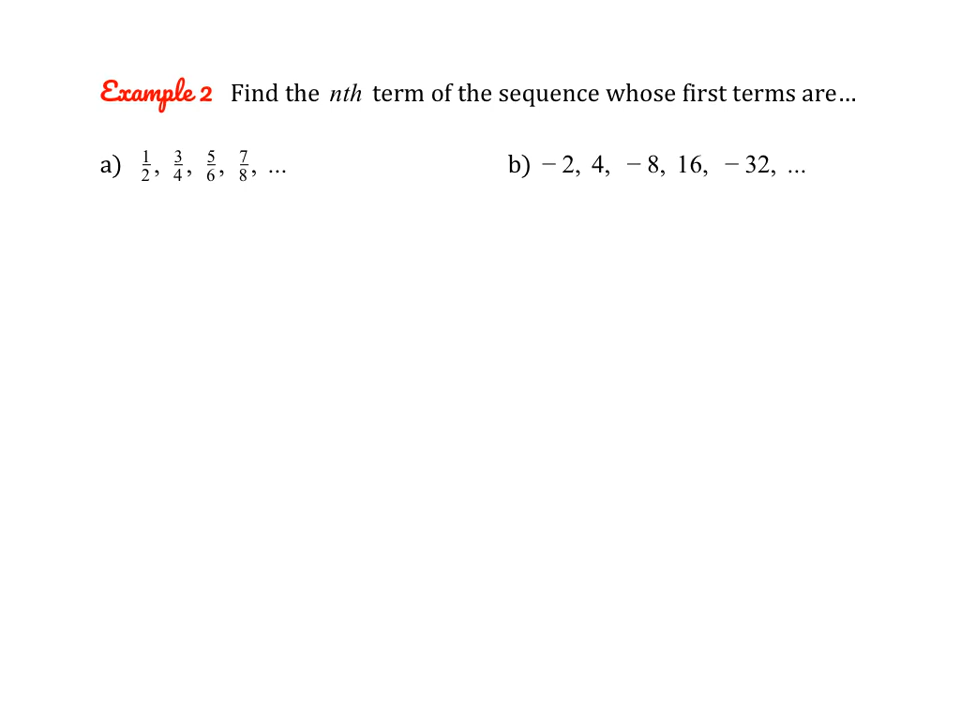 Example 2 Find the nth term of the sequence whose first terms are…
a) 1/2, 3/4, 5/6, 7/8, ... b) − 2, 4, − 8, 16, − 32, ...